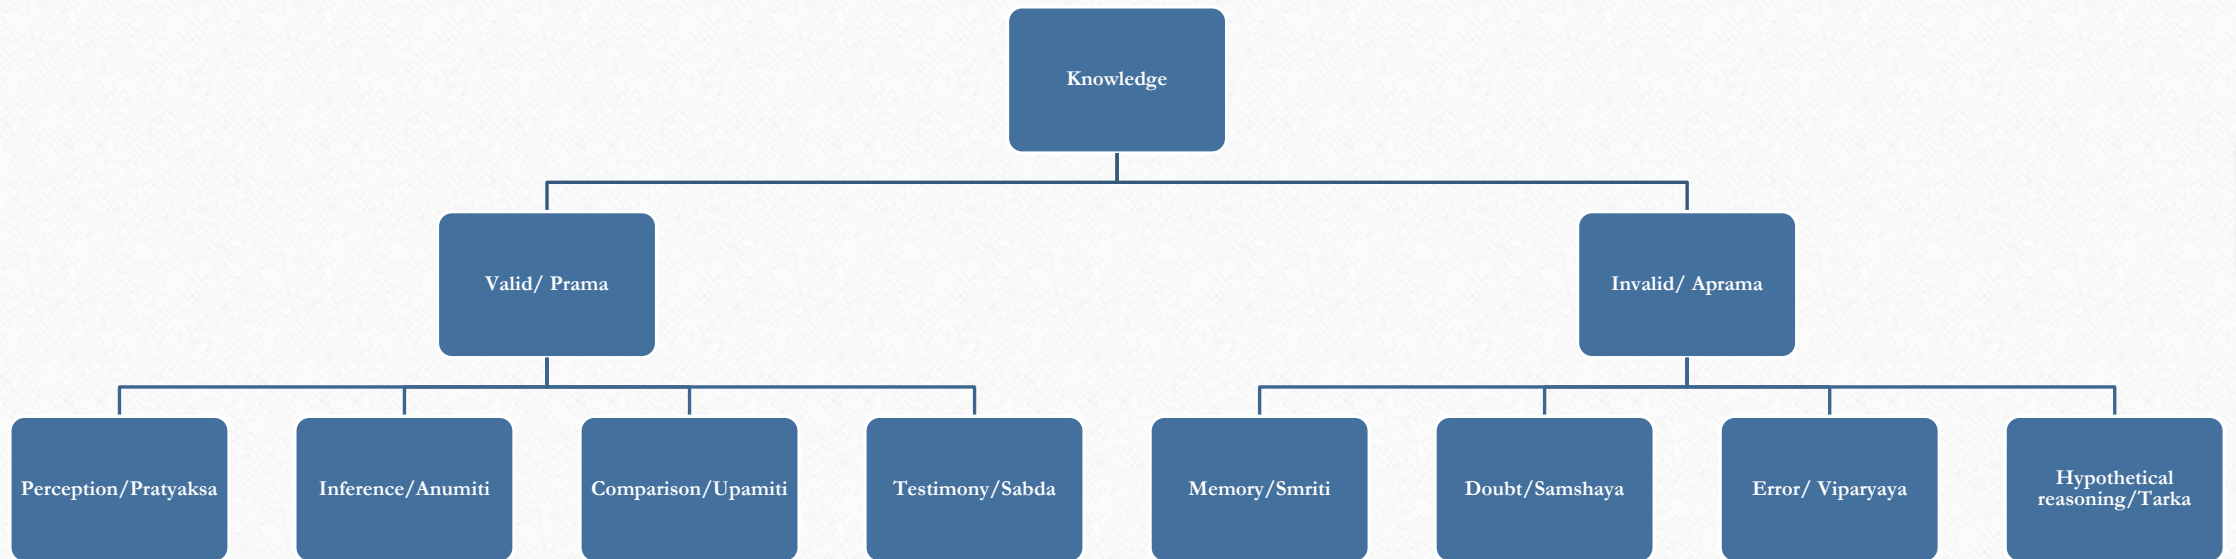 Knowledge
Valid/ Prama
Invalid/ Aprama
Perception/Pratyaksa
Inference/Anumiti
Comparison/Upamiti
Testimony/Sabda
Memory/Smriti
Doubt/Samshaya
Error/ Viparyaya
Hypothetical
reasoning/Tarka